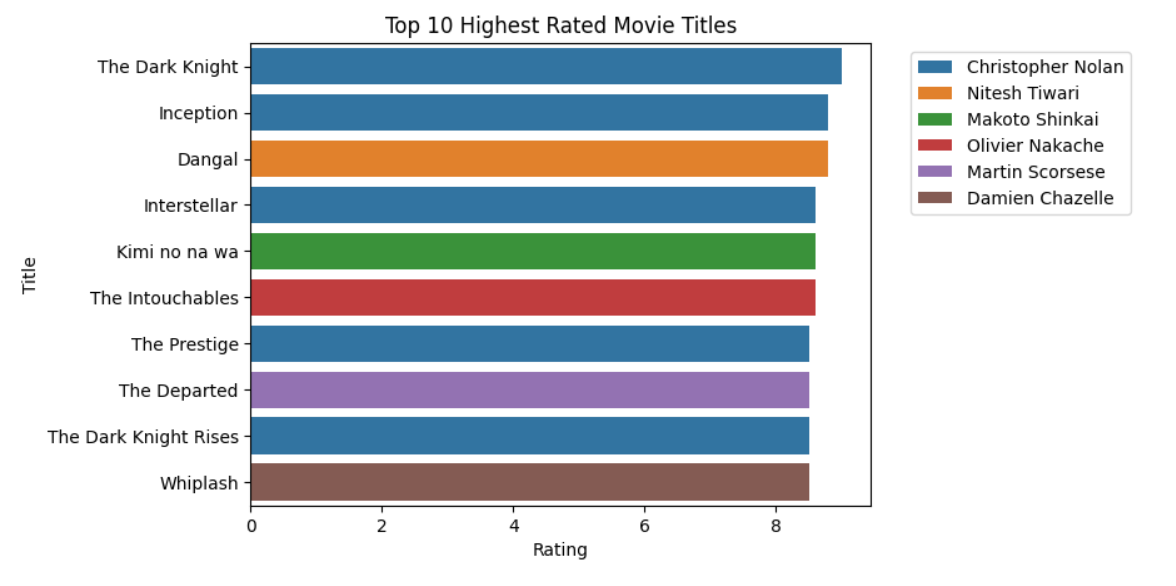 Top 10 Highest Rated Movie Titles
The Dark Knight
Inception
Dangal
Interstellar
Kimi no na wa
The Intouchables
The Prestige
The Departed
The Dark Knight Rises
Whiplash
Title
0 2 4 6 8
Rating
Christopher Nolan
Nitesh Tiwari
Makoto Shinkai
Olivier Nakache
Martin Scorsese
Damien Chazelle